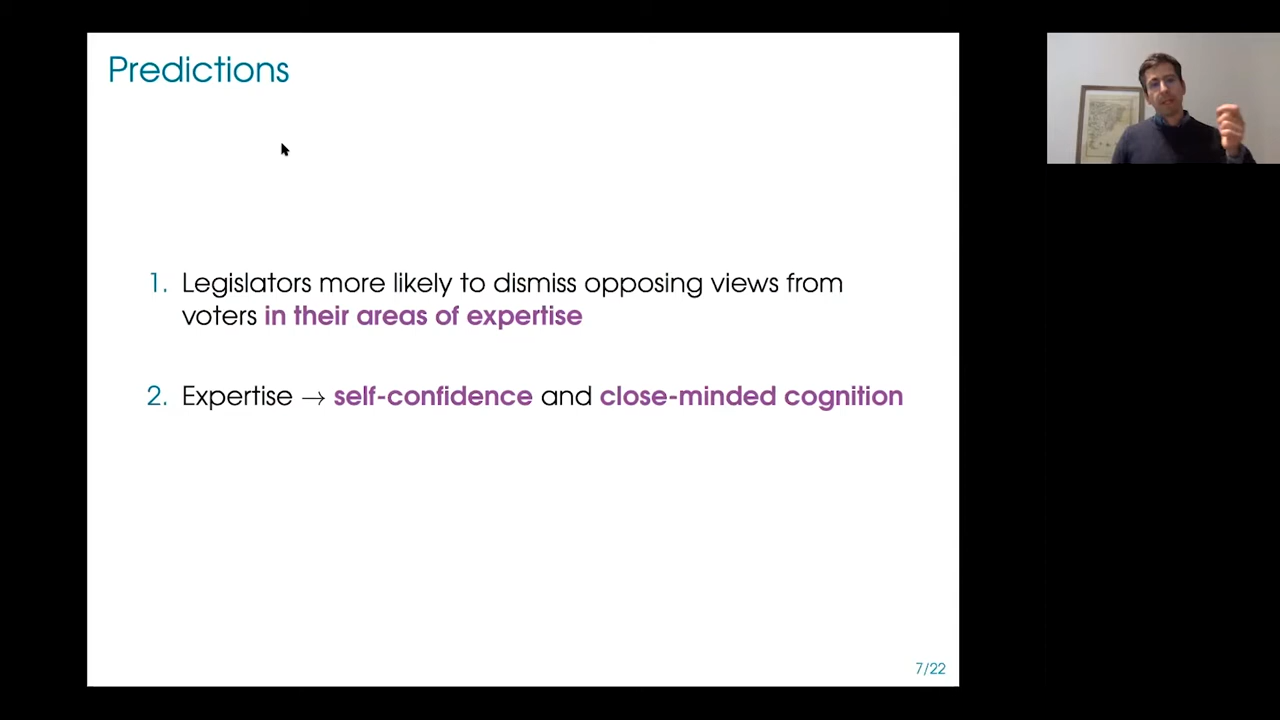 Predictions
1. Legislators more likely to dismiss opposing views from
voters in their areas of expertise
2. Expertise → self-confidence and close-minded cognition
7/22